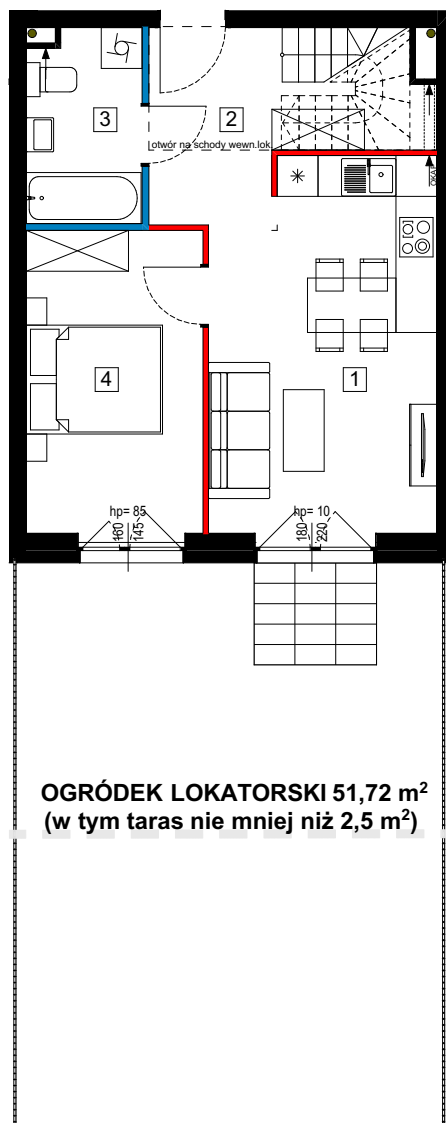 3
2
otwór na schody wewn.lok.
OKAP
1
4
hp= 85
160
145
hp= 10
180
220
OGRÓDEK LOKATORSKI 51,72 m²
(w tym taras nie mniej niż 2,5 m²)